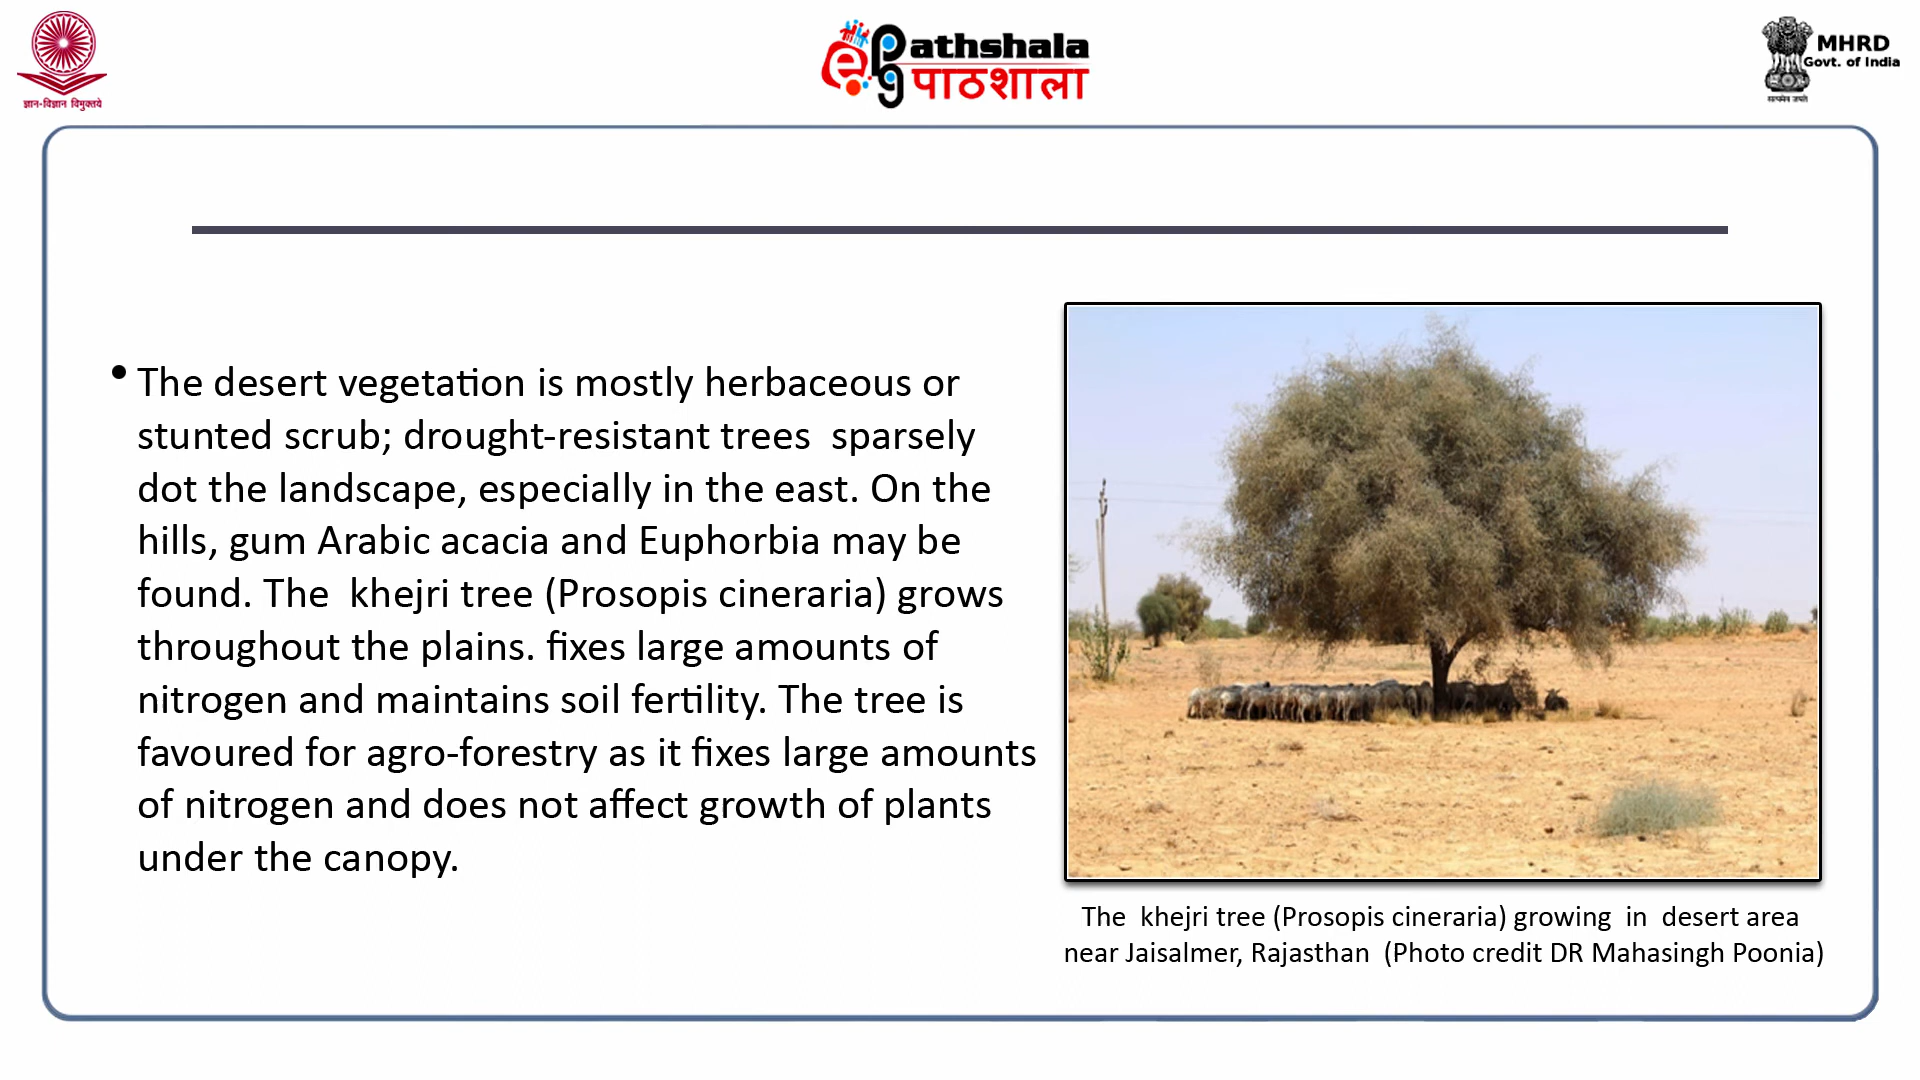 ज्ञान-विज्ञान विमुक्तये
ePGathshala
पाठशाला
MHRD
Govt. of India
सत्यमेव जयते
• The desert vegetation is mostly herbaceous or
stunted scrub; drought-resistant trees sparsely
dot the landscape, especially in the east. On the
hills, gum Arabic acacia and Euphorbia may be
found. The khejri tree (Prosopis cineraria) grows
throughout the plains. fixes large amounts of
nitrogen and maintains soil fertility. The tree is
favoured for agro-forestry as it fixes large amounts
of nitrogen and does not affect growth of plants
under the canopy.
The khejri tree (Prosopis cineraria) growing in desert area
near Jaisalmer, Rajasthan (Photo credit DR Mahasingh Poonia)